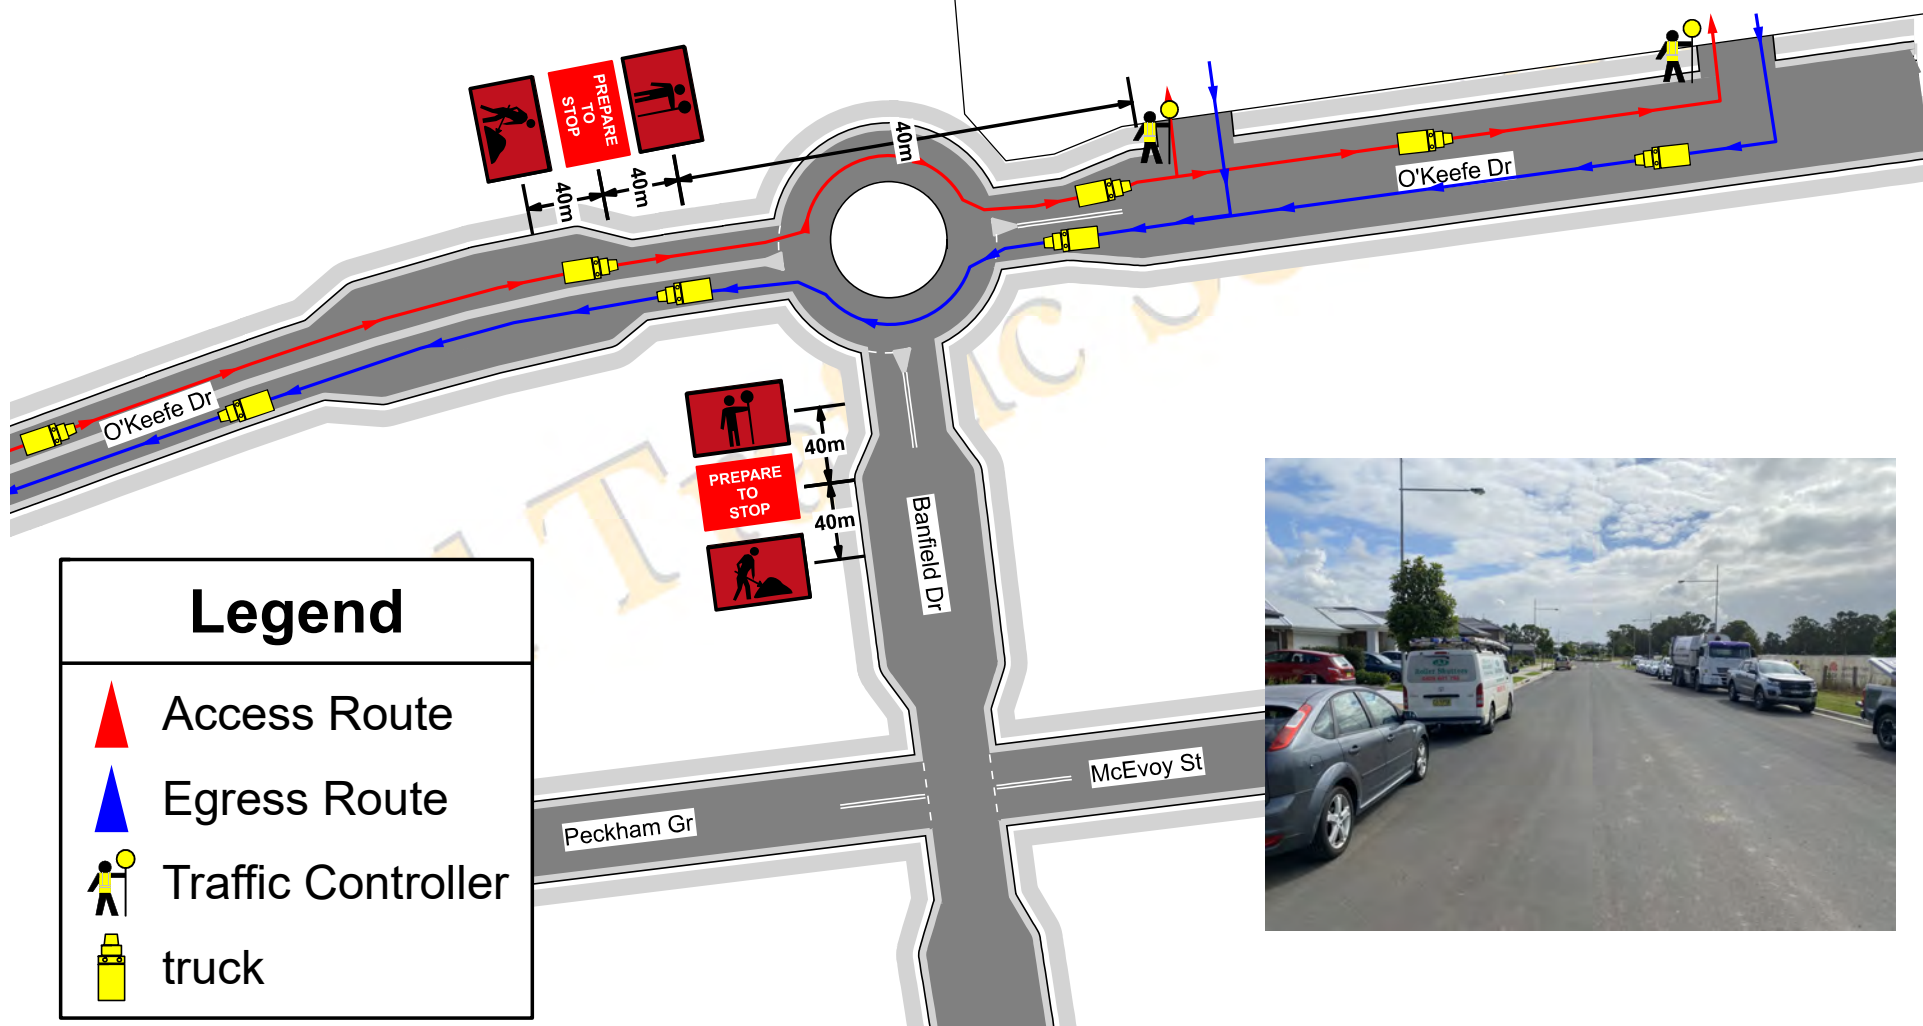 PREPARE
TO
STOP
40m
40m
40m
O'Keefe Dr
O'Keefe Dr
PREPARE
TO
STOP
40m
40m
Banfield Dr
McEvoy St
Peckham Gr
Legend
Access Route
Egress Route
Traffic Controller
truck